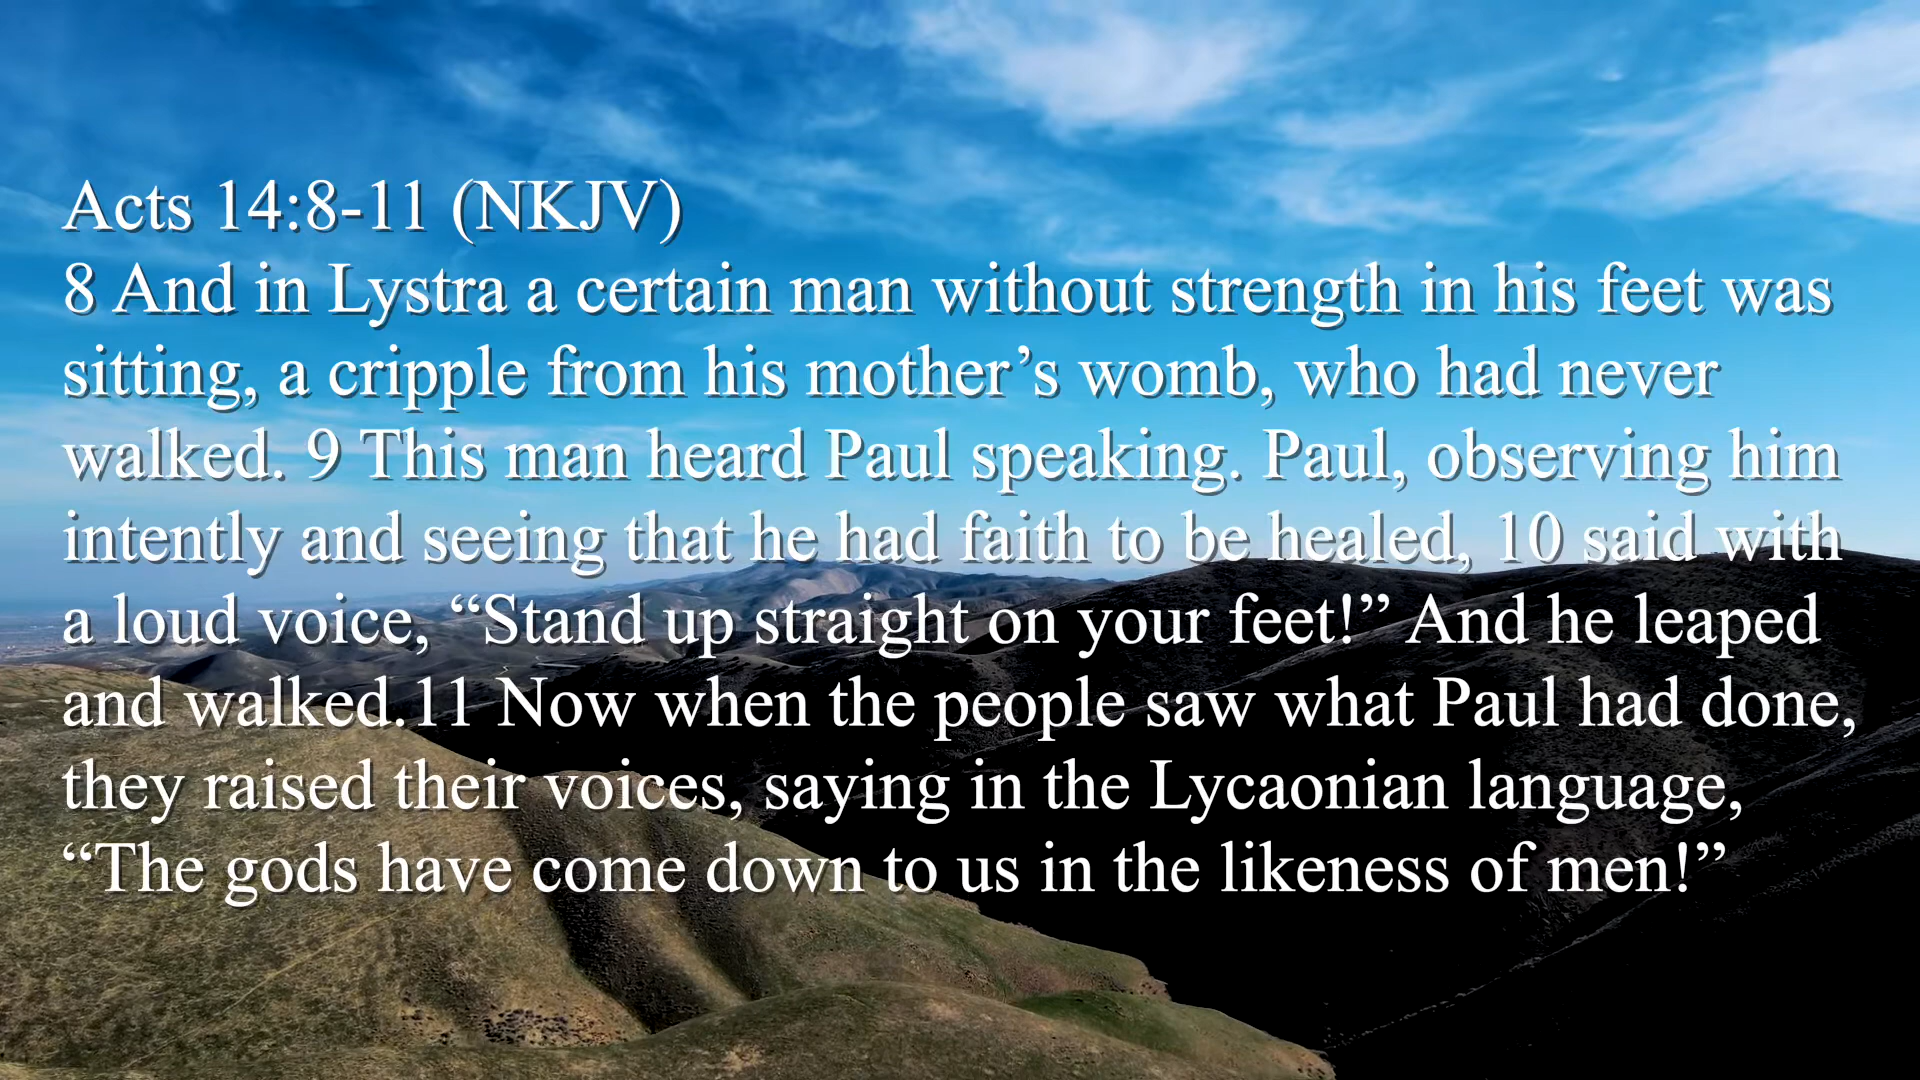 Acts 14:8-11 (NKJV)
8 And in Lystra a certain man without strength in his feet was
sitting, a cripple from his mother’s womb, who had never
walked. 9 This man heard Paul speaking. Paul, observing him
intently and seeing that he had faith to be healed, 10 said with
a loud voice, “Stand up straight on your feet!” And he leaped
and walked.11 Now when the people saw what Paul had done,
they raised their voices, saying in the Lycaonian language,
“The gods have come down to us in the likeness of men!”